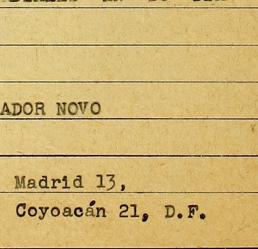 ADOR NOVO
Madrid 13,
Coyoacán 21, D.F.